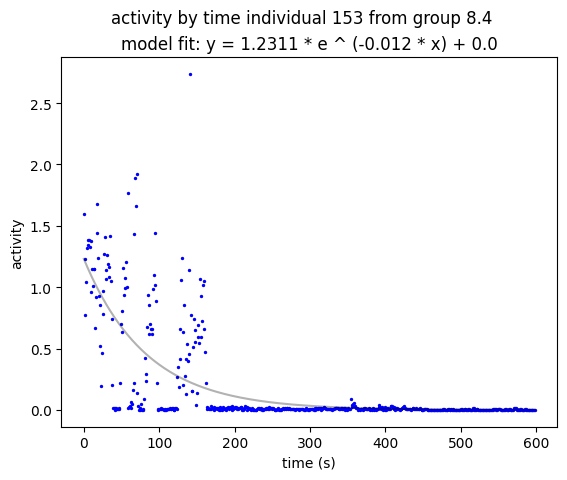 activity by time individual 153 from group 8.4
model fit: y = 1.2311 * e ^ (-0.012 * x) + 0.0
2.5
2.0
1.5
1.0
0.5
0.0
activity
0 100 200 300 400 500 600
time (s)